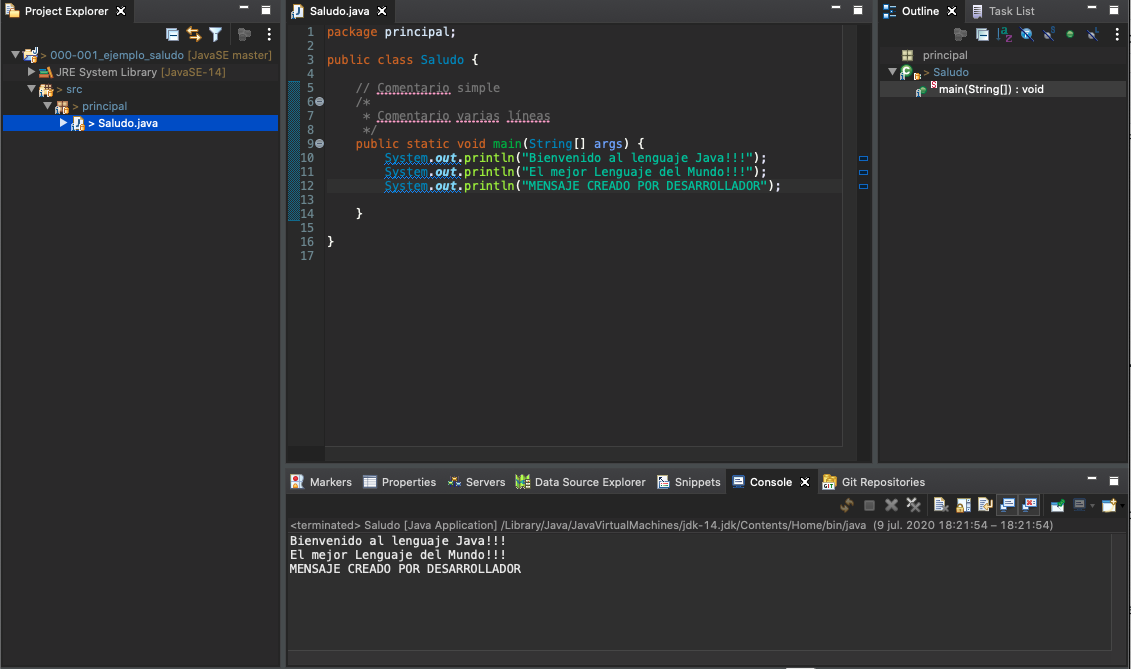 Project Explorer
> 000-001_ejemplo_saludo [JavaSE master]
JRE System Library [JavaSE-14]
> src
> principal
> Saludo.java
Saludo.java
1 package principal;
2
3 public class Saludo {
4
5 // Comentario simple
6 /*
7 * Comentario varias líneas
8 */
9 public static void main(String[] args) {
10 System.out.println("Bienvenido al lenguaje Java!!!");
11 System.out.println("El mejor Lenguaje del Mundo!!!");
12 System.out.println("MENSAJE CREADO POR DESARROLLADOR");
13
14 }
15
16 }
17
Outline Task List
principal
> Saludo
main(String[]) : void
Markers Properties Servers Data Source Explorer Snippets Console Git Repositories
<terminated> Saludo [Java Application] /Library/Java/JavaVirtualMachines/jdk-14.jdk/Contents/Home/bin/java (9 jul. 2020 18:21:54 – 18:21:54)
Bienvenido al lenguaje Java!!!
El mejor Lenguaje del Mundo!!!
MENSAJE CREADO POR DESARROLLADOR